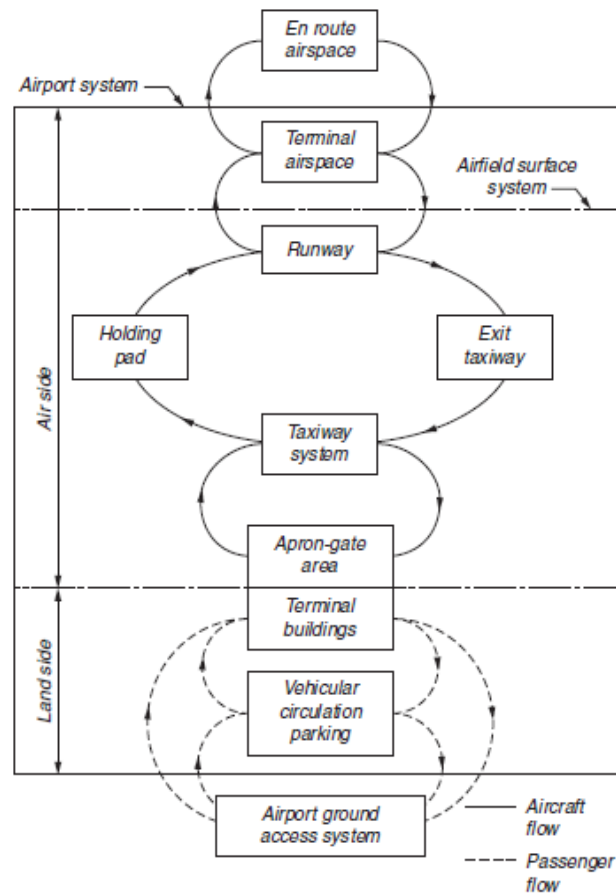 En route
airspace
Airport system
Terminal
airspace
Airfield surface
system
Runway
Holding
pad
Exit
taxiway
Air side
Taxiway
system
Apron-gate
area
Terminal
buildings
Land side
Vehicular
circulation
parking
Airport ground
access system
Aircraft
flow
Passenger
flow